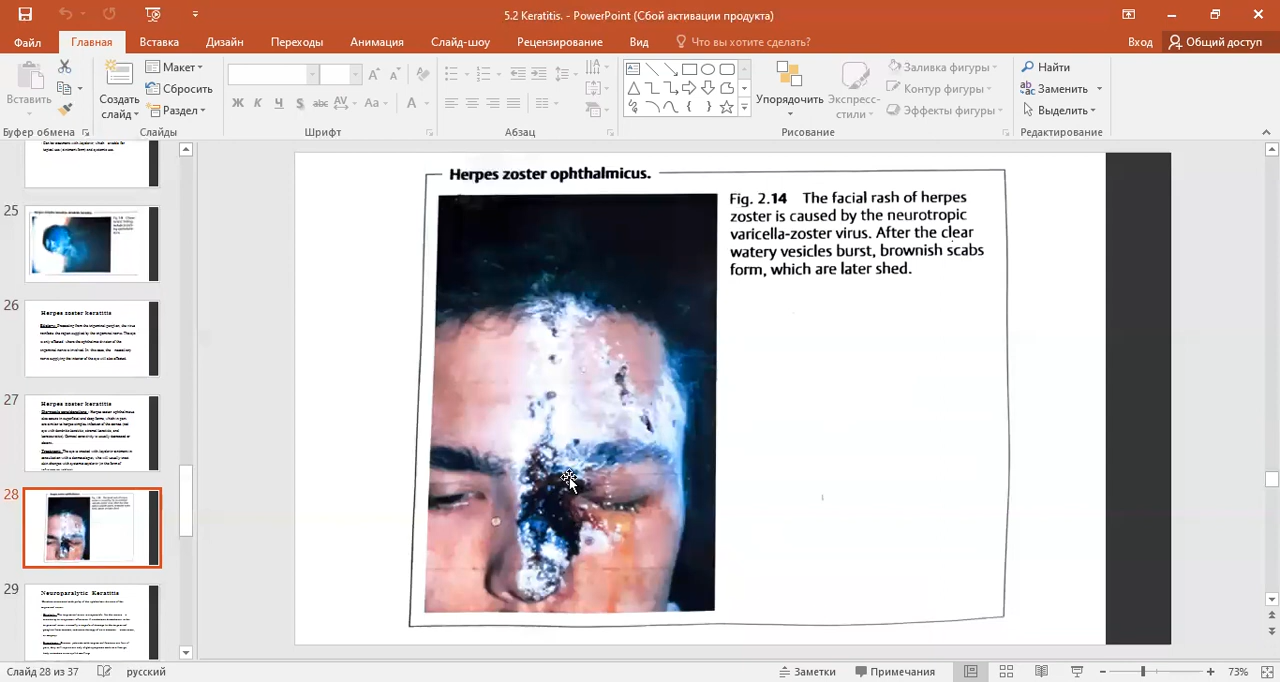 5.2 Keratitis. - PowerPoint (Сбой активации продукта)
Файл Главная Вставка Дизайн Переходы Анимация Слайд-шоу Рецензирование Вид Что вы хотите сделать? Вход Общий доступ
Вставить
Создать слайд
Макет
Сбросить
Раздел
Ж К Ч S abc AV Aa A
Упорядочить
Экспресс-стили
Заливка фигуры
Контур фигуры
Эффекты фигуры
Найти
Заменить
Выделить
Буфер обмена Слайды Шрифт Абзац Рисование Редактирование
25
26
Herpes zoster keratitis
27
Herpes zoster keratitis
28
29
Neuroparalytic Keratitis
Herpes zoster ophthalmicus.
Fig. 2.14 The facial rash of herpes
zoster is caused by the neurotropic
varicella-zoster virus. After the clear
watery vesicles burst, brownish scabs
form, which are later shed.
Слайд 28 из 37 русский Заметки Примечания 73%